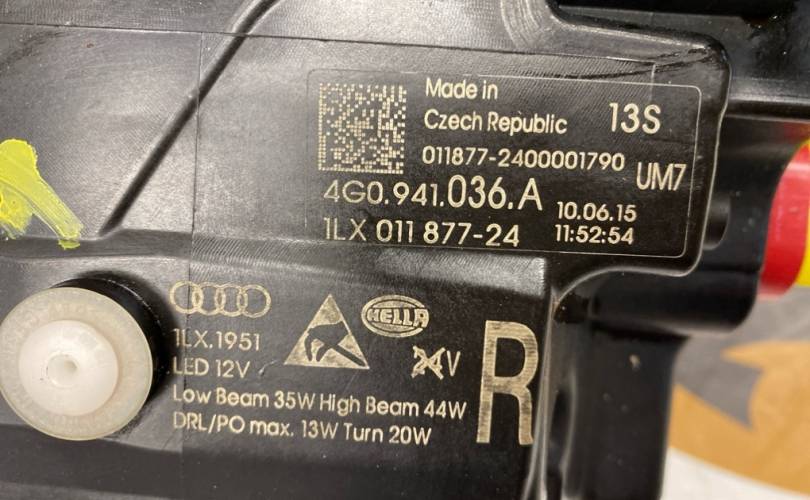 Made in
Czech Republic 13S
011877-2400001790 UM7
4G0.941.036.A 10.06.15
1LX 011 877-24 11:52:54
1LX.1951
HELLA
LED 12V
24V
R
Low Beam 35W High Beam 44W
DRL/PO max. 13W Turn 20W